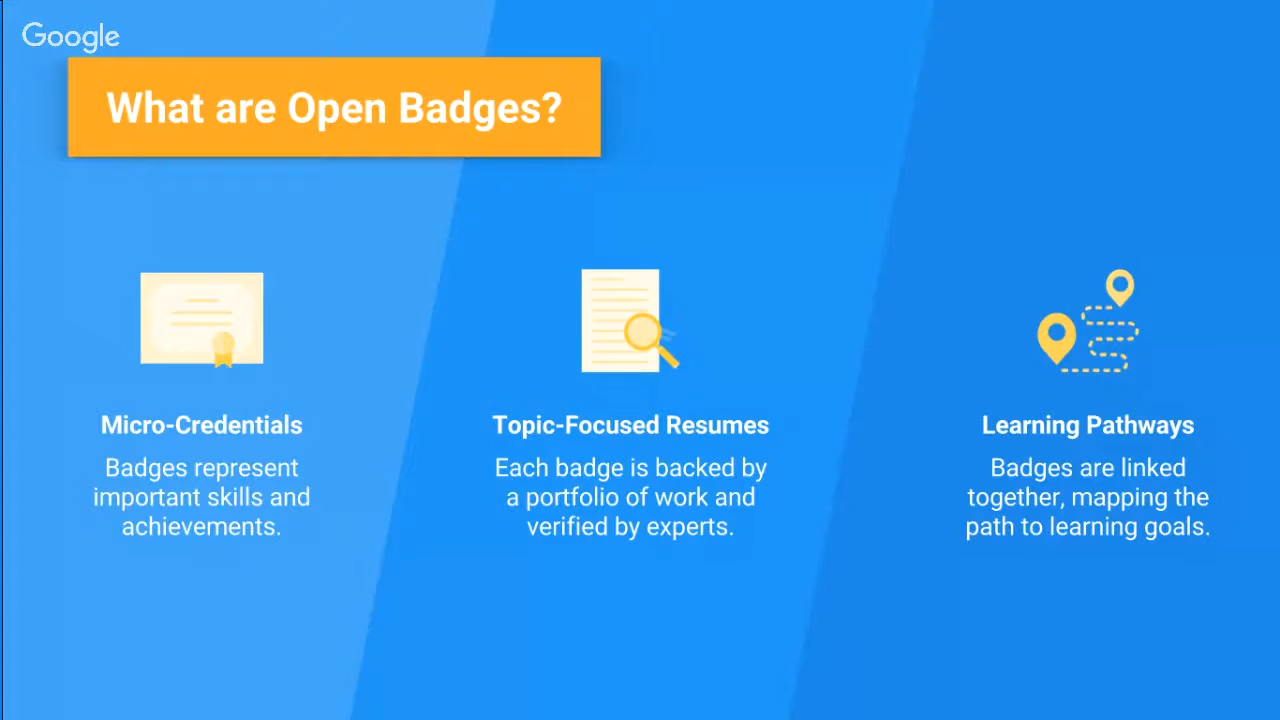 Google
What are Open Badges?
Micro-Credentials
Badges represent
important skills and
achievements.
Topic-Focused Resumes
Each badge is backed by
a portfolio of work and
verified by experts.
Learning Pathways
Badges are linked
together, mapping the
path to learning goals.